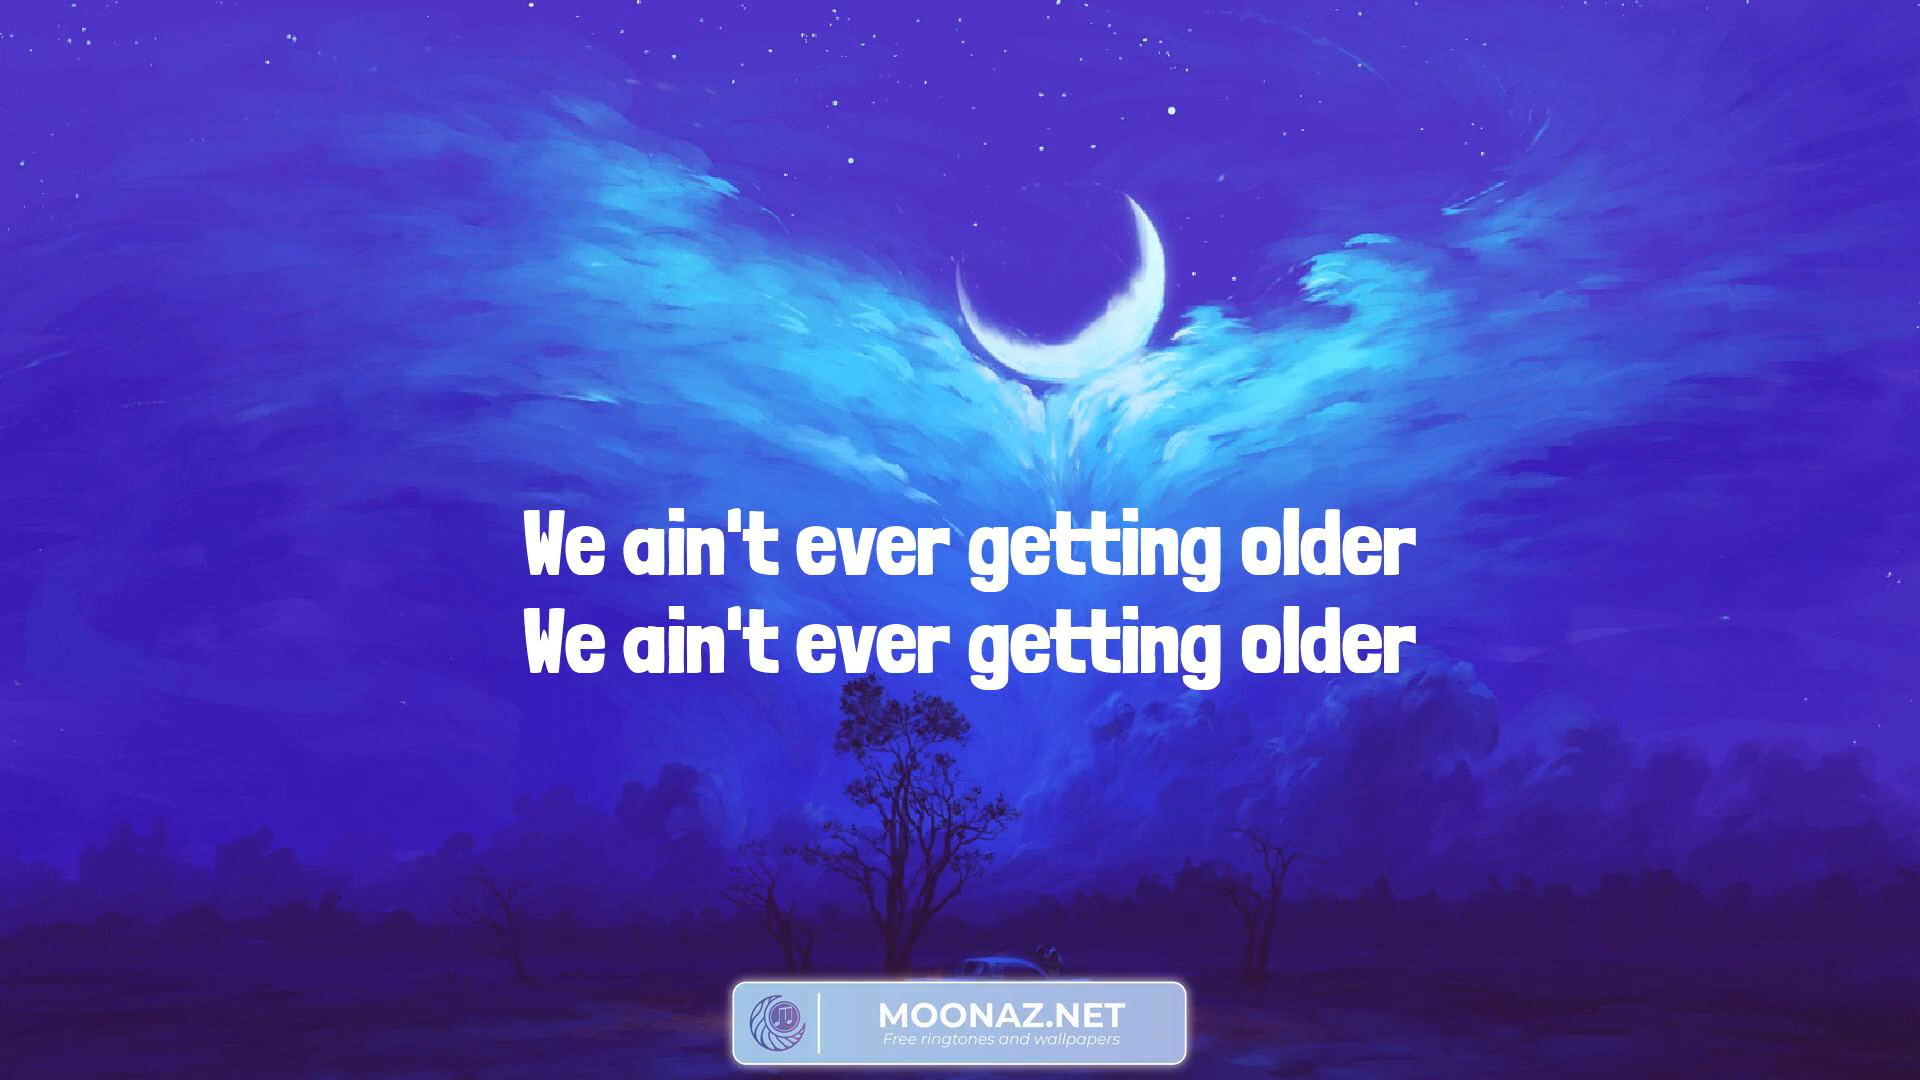 We ain't ever getting older
We ain't ever getting older
MOONAZ.NET
Free ringtones and wallpapers